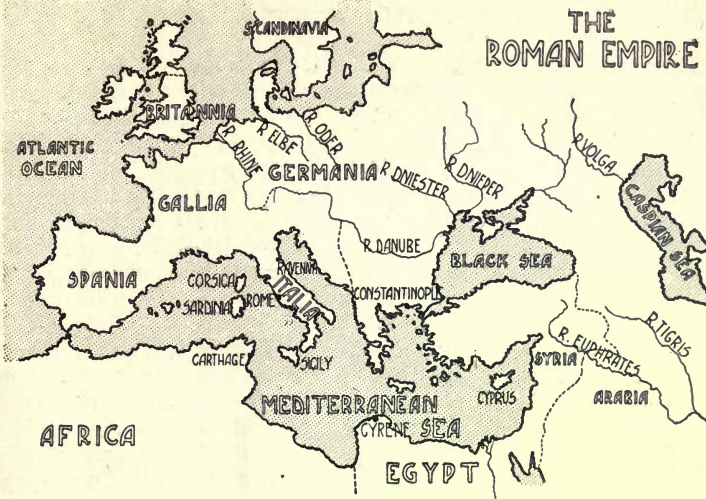 THE
ROMAN EMPIRE
SCANDINAVIA
BRITANNIA
ATLANTIC
OCEAN
R. RHINE
R. ELBE
R. ODER
GERMANIA
R. DNIESTER
R. DNIEPER
R. VOLGA
CASPIAN SEA
GALLIA
R. DANUBE
BLACK SEA
SPANIA
CORSICA
SARDINIA
ROME
RAVENNA
ITALIA
CONSTANTINOPLE
CARTHAGE
SICILY
SYRIA
R. EUPHRATES
R. TIGRIS
ARABIA
MEDITERRANEAN
SEA
CYPRUS
CYRENE
AFRICA
EGYPT